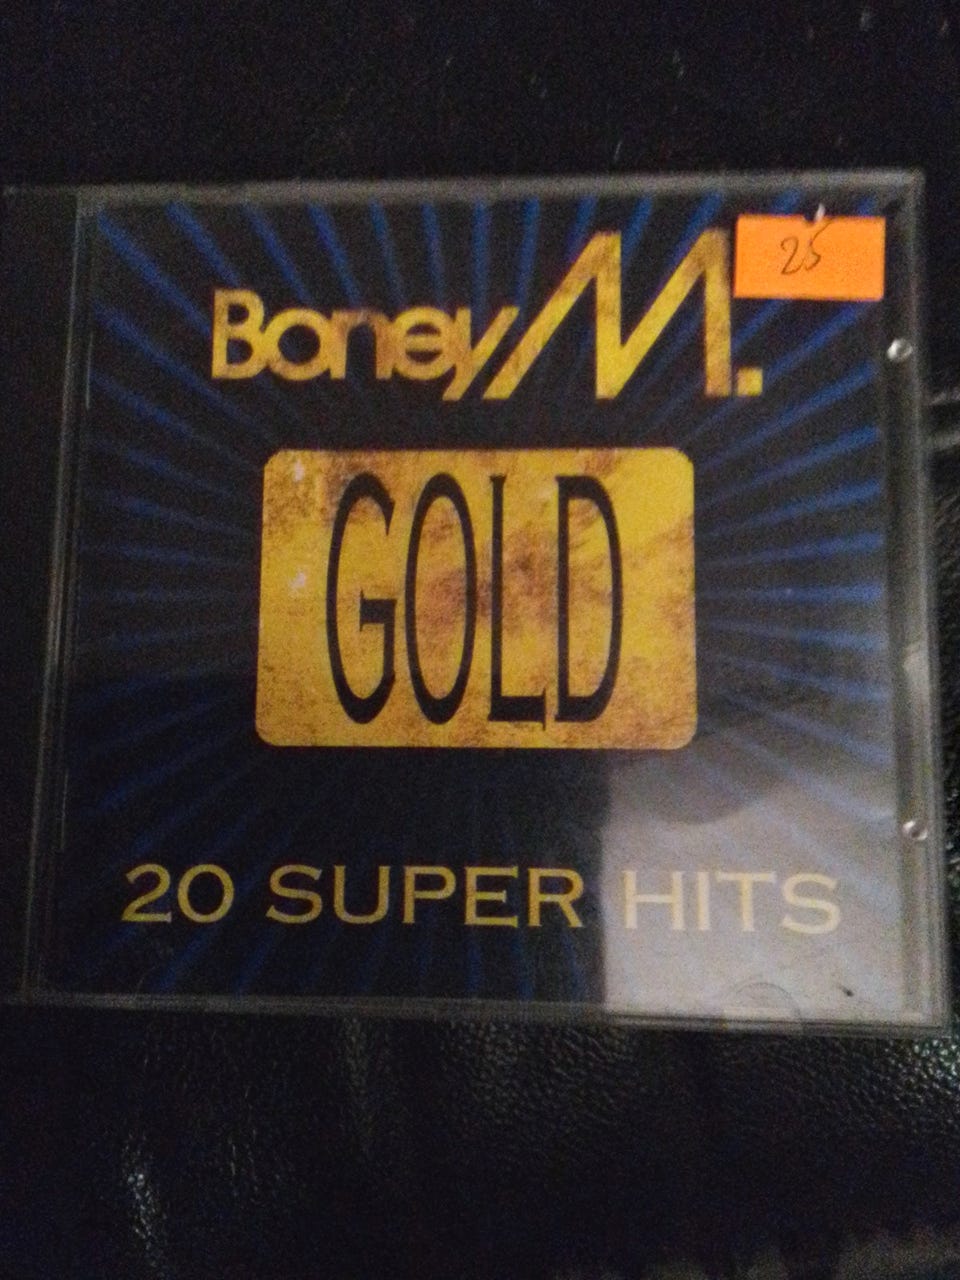 25
Boney M.
GOLD
20 SUPER HITS